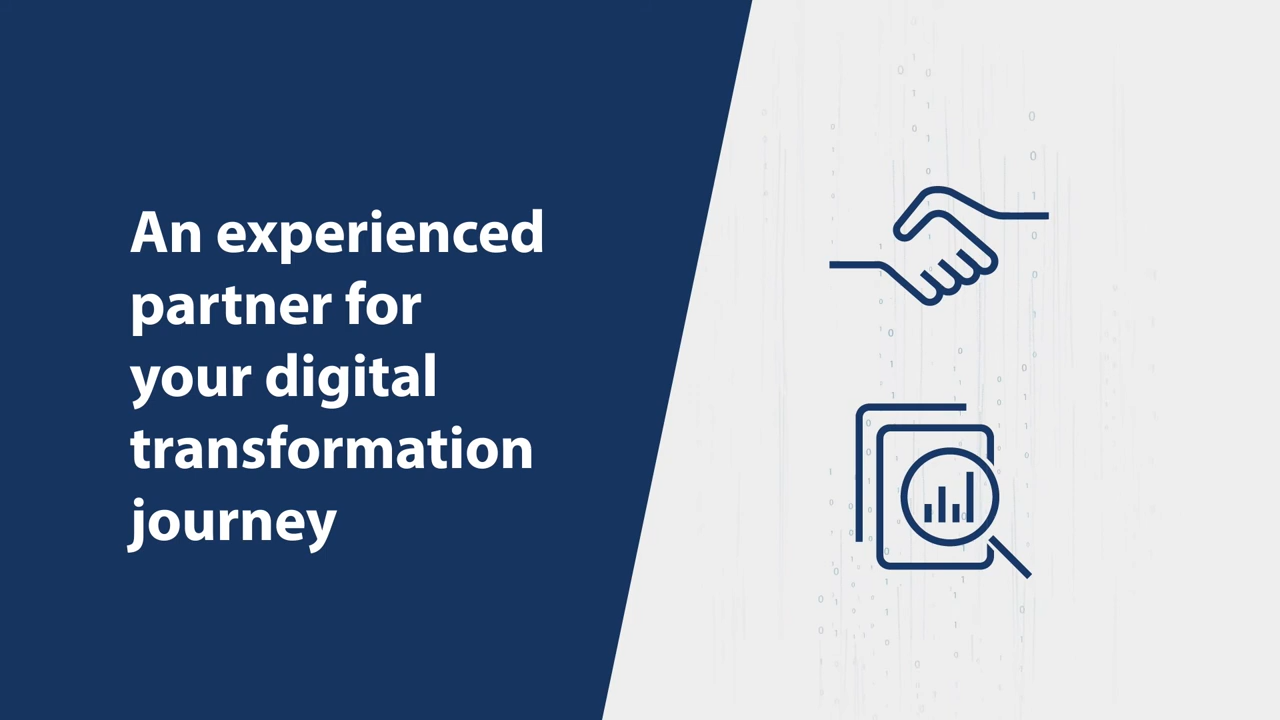 An experienced
partner for
your digital
transformation
journey